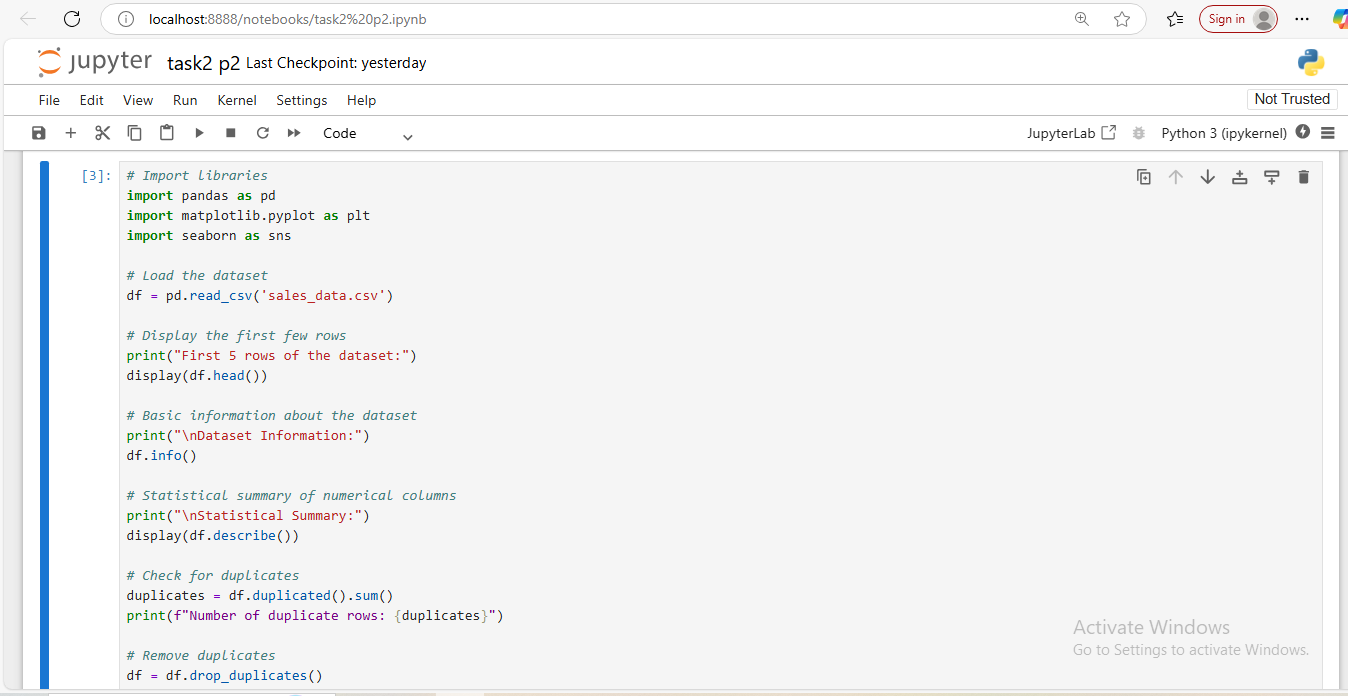 localhost:8888/notebooks/task2%20p2.ipynb
Sign in
jupyter task2 p2 Last Checkpoint: yesterday
File Edit View Run Kernel Settings Help
Not Trusted
Code
JupyterLab
Python 3 (ipykernel)
[3]:
# Import libraries
import pandas as pd
import matplotlib.pyplot as plt
import seaborn as sns
# Load the dataset
df = pd.read_csv('sales_data.csv')
# Display the first few rows
print("First 5 rows of the dataset:")
display(df.head())
# Basic information about the dataset
print("\nDataset Information:")
df.info()
# Statistical summary of numerical columns
print("\nStatistical Summary:")
display(df.describe())
# Check for duplicates
duplicates = df.duplicated().sum()
print(f"Number of duplicate rows: {duplicates}")
# Remove duplicates
df = df.drop_duplicates()
Activate Windows
Go to Settings to activate Windows.